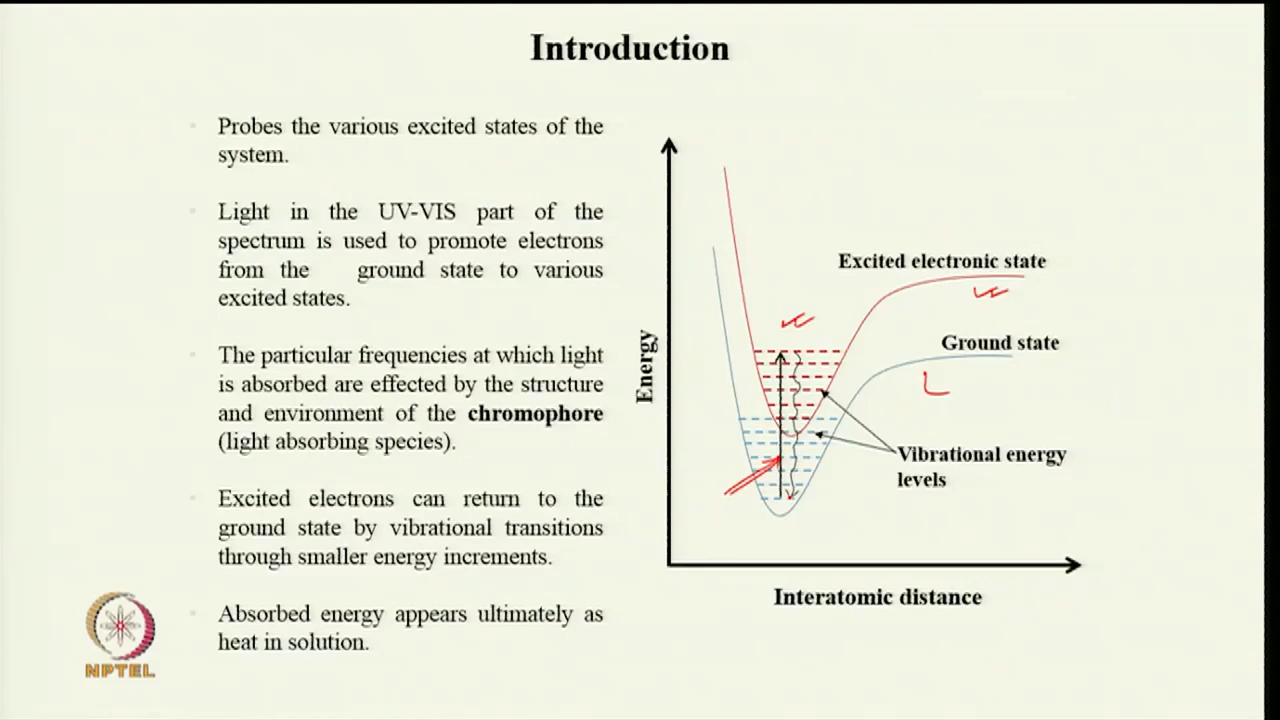 Introduction
Probes the various excited states of the
system.
Light in the UV-VIS part of the
spectrum is used to promote electrons
from the ground state to various
excited states.
The particular frequencies at which light
is absorbed are effected by the structure
and environment of the chromophore
(light absorbing species).
Excited electrons can return to the
ground state by vibrational transitions
through smaller energy increments.
Absorbed energy appears ultimately as
heat in solution.
Energy
Excited electronic state
Ground state
Vibrational energy
levels
Interatomic distance
NPTEL